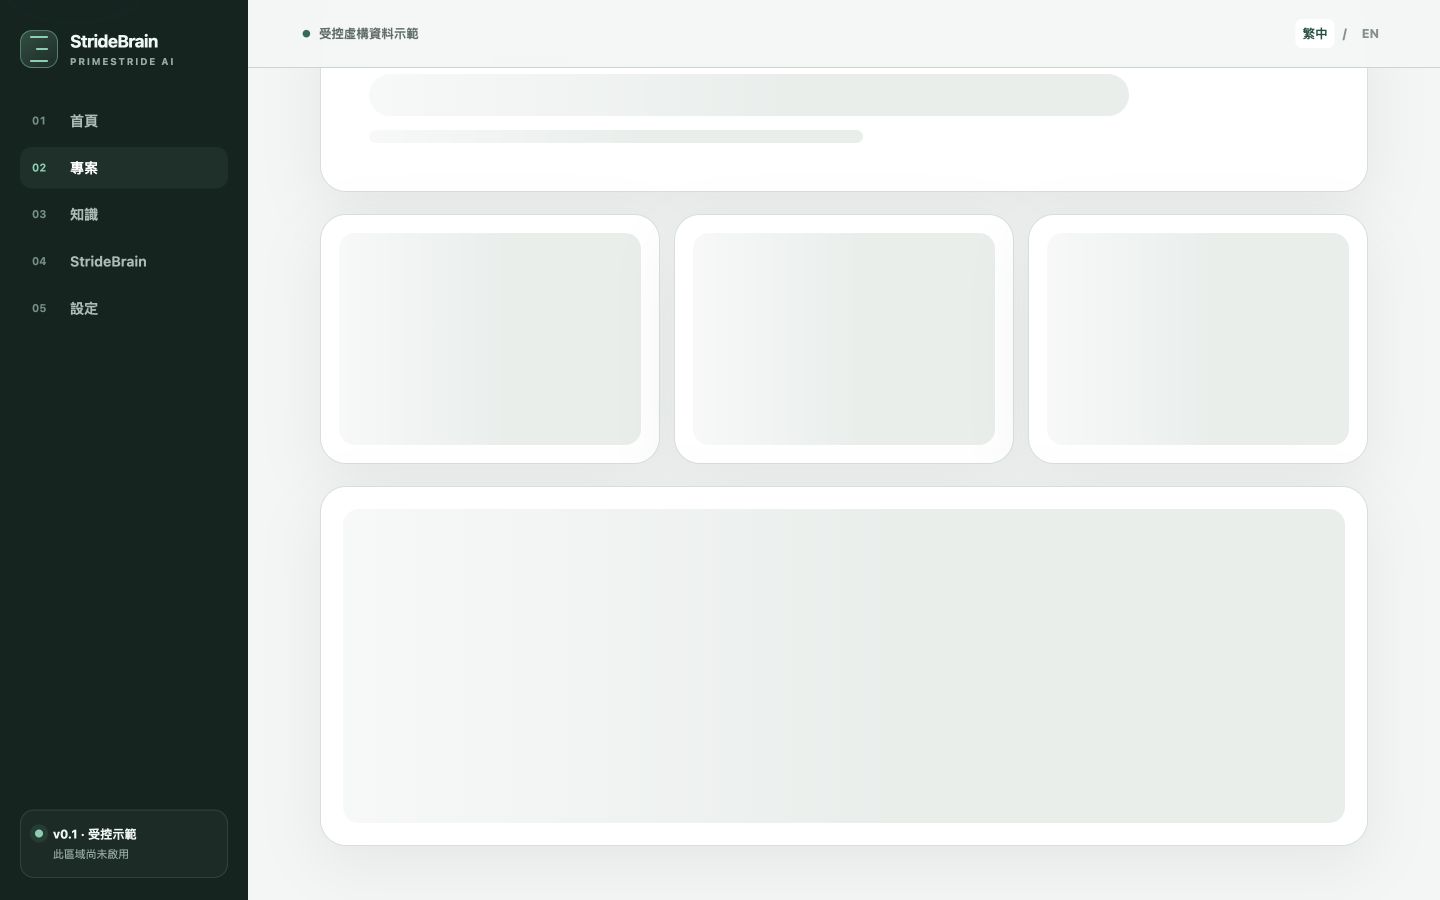 StrideBrain
PRIMESTRIDE AI
01 首頁
02 專案
03 知識
04 StrideBrain
05 設定
v0.1 · 受控示範
此區域尚未啟用
受控虛構資料示範
繁中 / EN